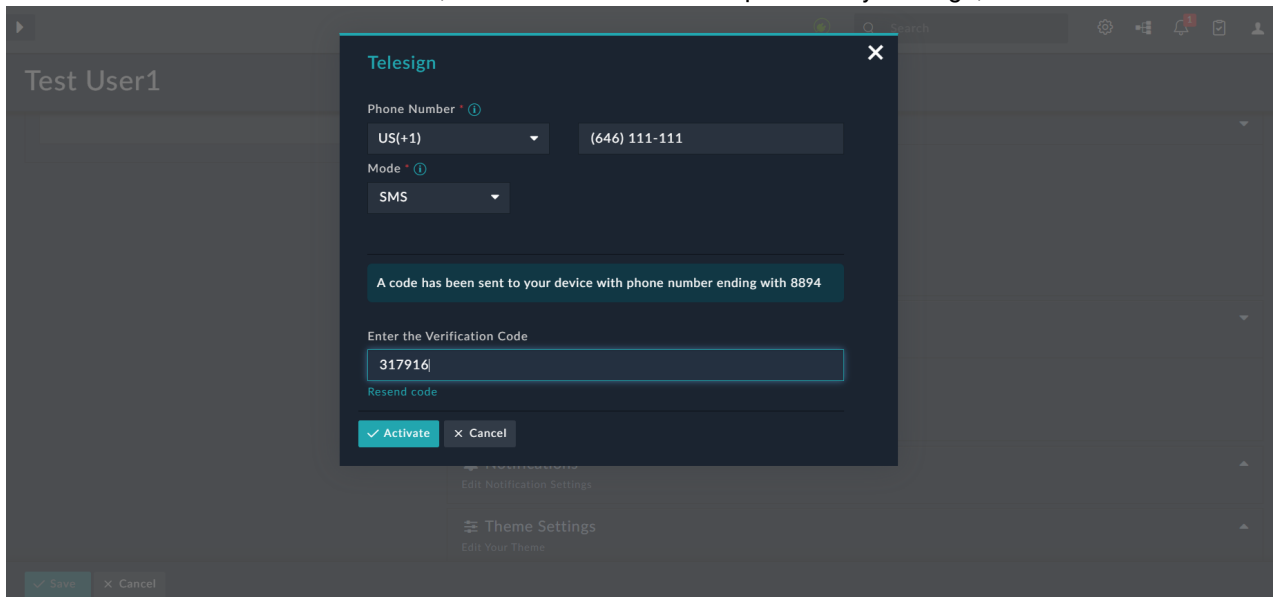 Search
1
Test User1
Telesign
Phone Number *
US(+1)
(646) 111-111
Mode *
SMS
A code has been sent to your device with phone number ending with 8894
Enter the Verification Code
317916
Resend code
Activate
Cancel
Notifications
Edit Notification Settings
Theme Settings
Edit Your Theme
Save
Cancel